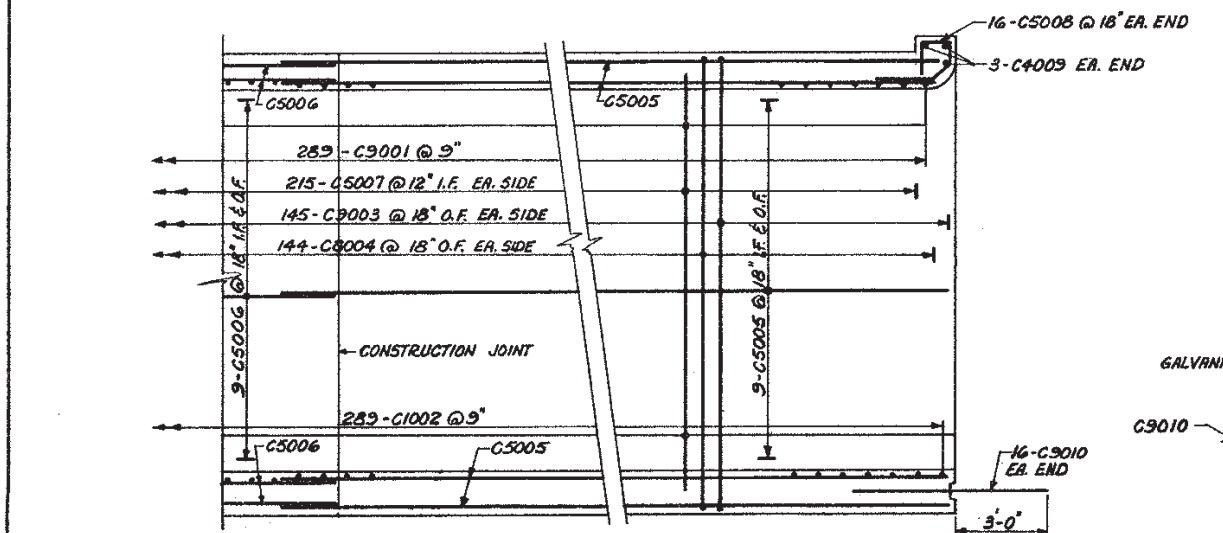 16-C5008 @ 18" EA. END
3-C4009 EA. END
C5006
C5005
289-C9001 @ 9"
215-C5007 @ 12" I.F. EA. SIDE
145-C9003 @ 18" O.F. EA. SIDE
144-C8004 @ 18" O.F. EA. SIDE
9-C5006 @ 18" I.F. & O.F.
9-C5005 @ 18" I.F. & O.F.
CONSTRUCTION JOINT
GALVANI
289-C1002 @ 9"
C9010
C5006
C5005
16-C9010
EA. END
3'-0"